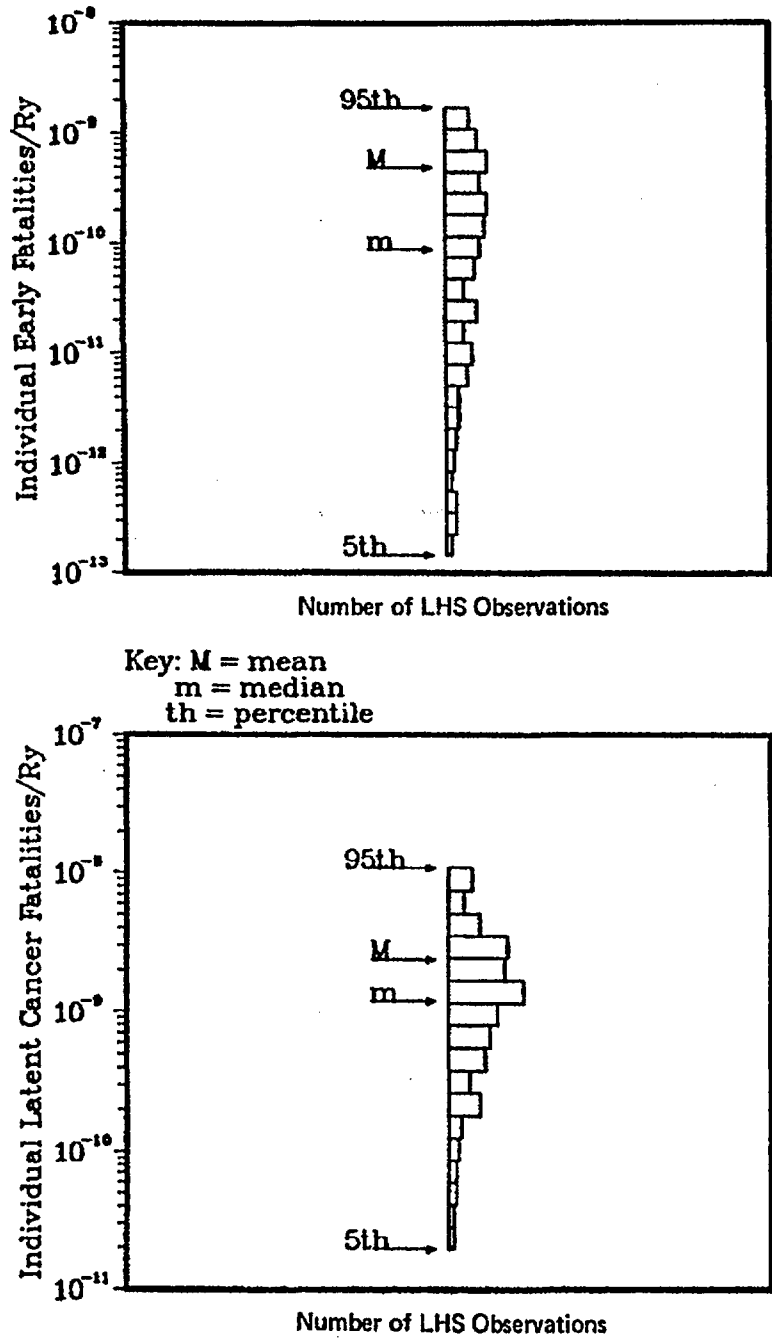 Individual Early Fatalities/Ry
10⁻⁸
10⁻⁹
10⁻¹⁰
10⁻¹¹
10⁻¹²
10⁻¹³
95th
M
m
5th
Number of LHS Observations
Key: M = mean
m = median
th = percentile
Individual Latent Cancer Fatalities/Ry
10⁻⁷
10⁻⁸
10⁻⁹
10⁻¹⁰
10⁻¹¹
95th
M
m
5th
Number of LHS Observations